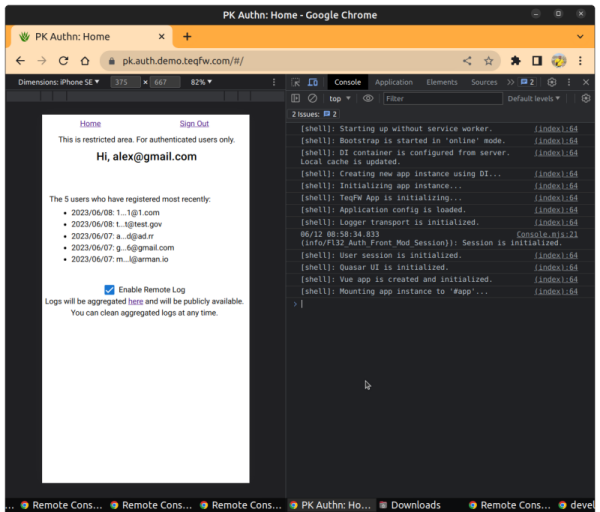 PK Authn: Home - Google Chrome
PK Authn: Home
pk.auth.demo.teqfw.com/#/
Dimensions: iPhone SE ▼ 375 × 667 82% ▼
Console Application Elements Sources » 2
top ▼ Filter Default levels ▼
2 Issues: 2
Home Sign Out
This is restricted area. For authenticated users only.
Hi, alex@gmail.com
The 5 users who have registered most recently:
• 2023/06/08: 1...1@1.com
• 2023/06/08: t...t@test.gov
• 2023/06/07: a...d@ad.rr
• 2023/06/07: g...6@gmail.com
• 2023/06/07: m...l@arman.io
Enable Remote Log
Logs will be aggregated here and will be publicly available.
You can clean aggregated logs at any time.
[shell]: Starting up without service worker. (index):64
[shell]: Bootstrap is started in 'online' mode. (index):64
[shell]: DI container is configured from server. (index):64
Local cache is updated.
[shell]: Creating new app instance using DI... (index):64
[shell]: Initializing app instance... (index):64
[shell]: TeqFW App is initializing... (index):64
[shell]: Application config is loaded. (index):64
[shell]: Logger transport is initialized. (index):64
06/12 08:58:34.833 Console.mjs:21
(info/Fl32_Auth_Front_Mod_Session}): Session is initialized.
[shell]: User session is initialized. (index):64
[shell]: Quasar UI is initialized. (index):64
[shell]: Vue app is created and initialized. (index):64
[shell]: Mounting app instance to '#app'... (index):64
... Remote Cons... Remote Cons... Remote Cons... PK Authn: Ho... Downloads Remote Cons... devel